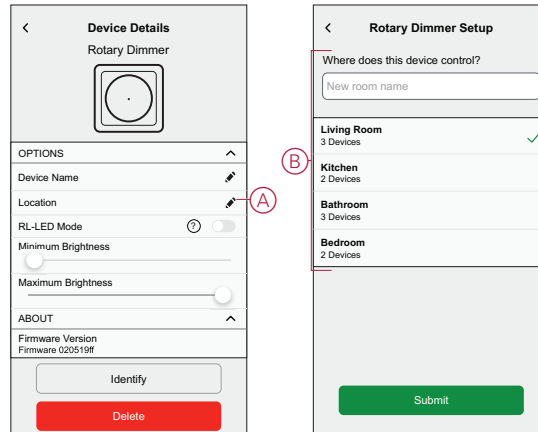 Device Details
Rotary Dimmer
OPTIONS
Device Name
Location
A
RL-LED Mode
?
Minimum Brightness
Maximum Brightness
ABOUT
Firmware Version
Firmware 020519ff
Identify
Delete
Rotary Dimmer Setup
Where does this device control?
New room name
B
Living Room
3 Devices
Kitchen
2 Devices
Bathroom
3 Devices
Bedroom
2 Devices
Submit